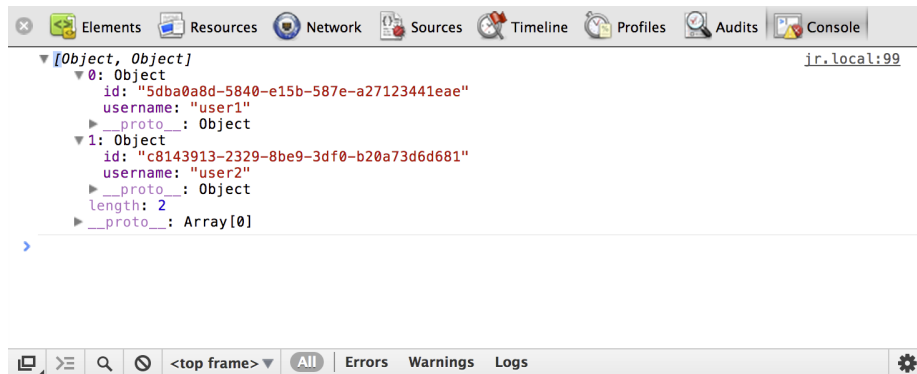 Elements Resources Network Sources Timeline Profiles Audits Console
[Object, Object] jr.local:99
0: Object
id: "5dba0a8d-5840-e15b-587e-a27123441eae"
username: "user1"
__proto__: Object
1: Object
id: "c8143913-2329-8be9-3df0-b20a73d6d681"
username: "user2"
__proto__: Object
length: 2
__proto__: Array[0]
<top frame> All Errors Warnings Logs